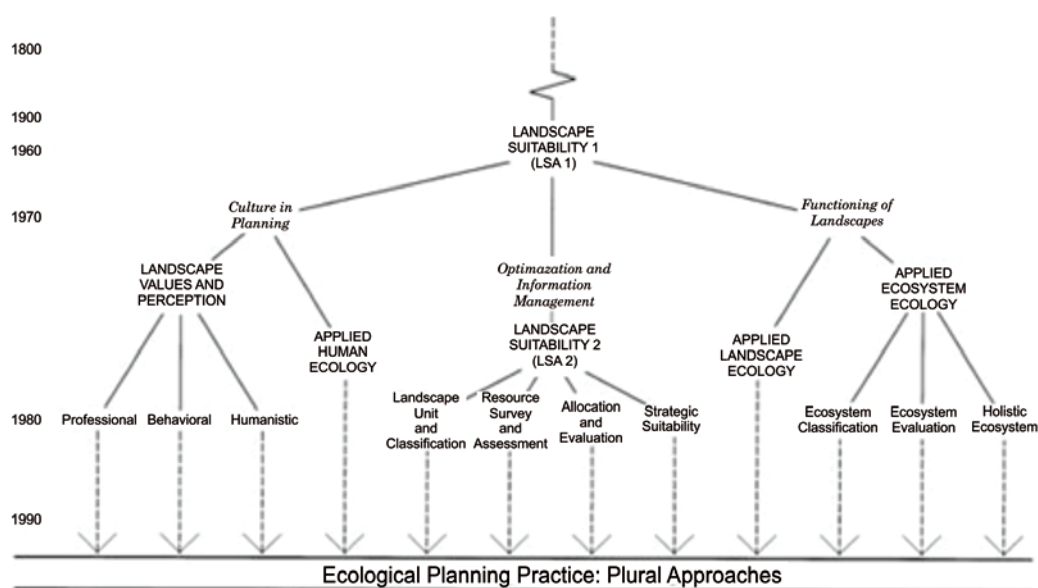 1800
1900
1960
1970
1980
1990
LANDSCAPE
SUITABILITY 1
(LSA 1)
Culture in
Planning
Functioning of
Landscapes
LANDSCAPE
VALUES AND
PERCEPTION
Optimazation and
Information
Management
APPLIED
ECOSYSTEM
ECOLOGY
APPLIED
HUMAN
ECOLOGY
LANDSCAPE
SUITABILITY 2
(LSA 2)
APPLIED
LANDSCAPE
ECOLOGY
Professional
Behavioral
Humanistic
Landscape
Unit
and
Classification
Resource
Survey
and
Assessment
Allocation
and
Evaluation
Strategic
Suitability
Ecosystem
Classification
Ecosystem
Evaluation
Holistic
Ecosystem
Ecological Planning Practice: Plural Approaches